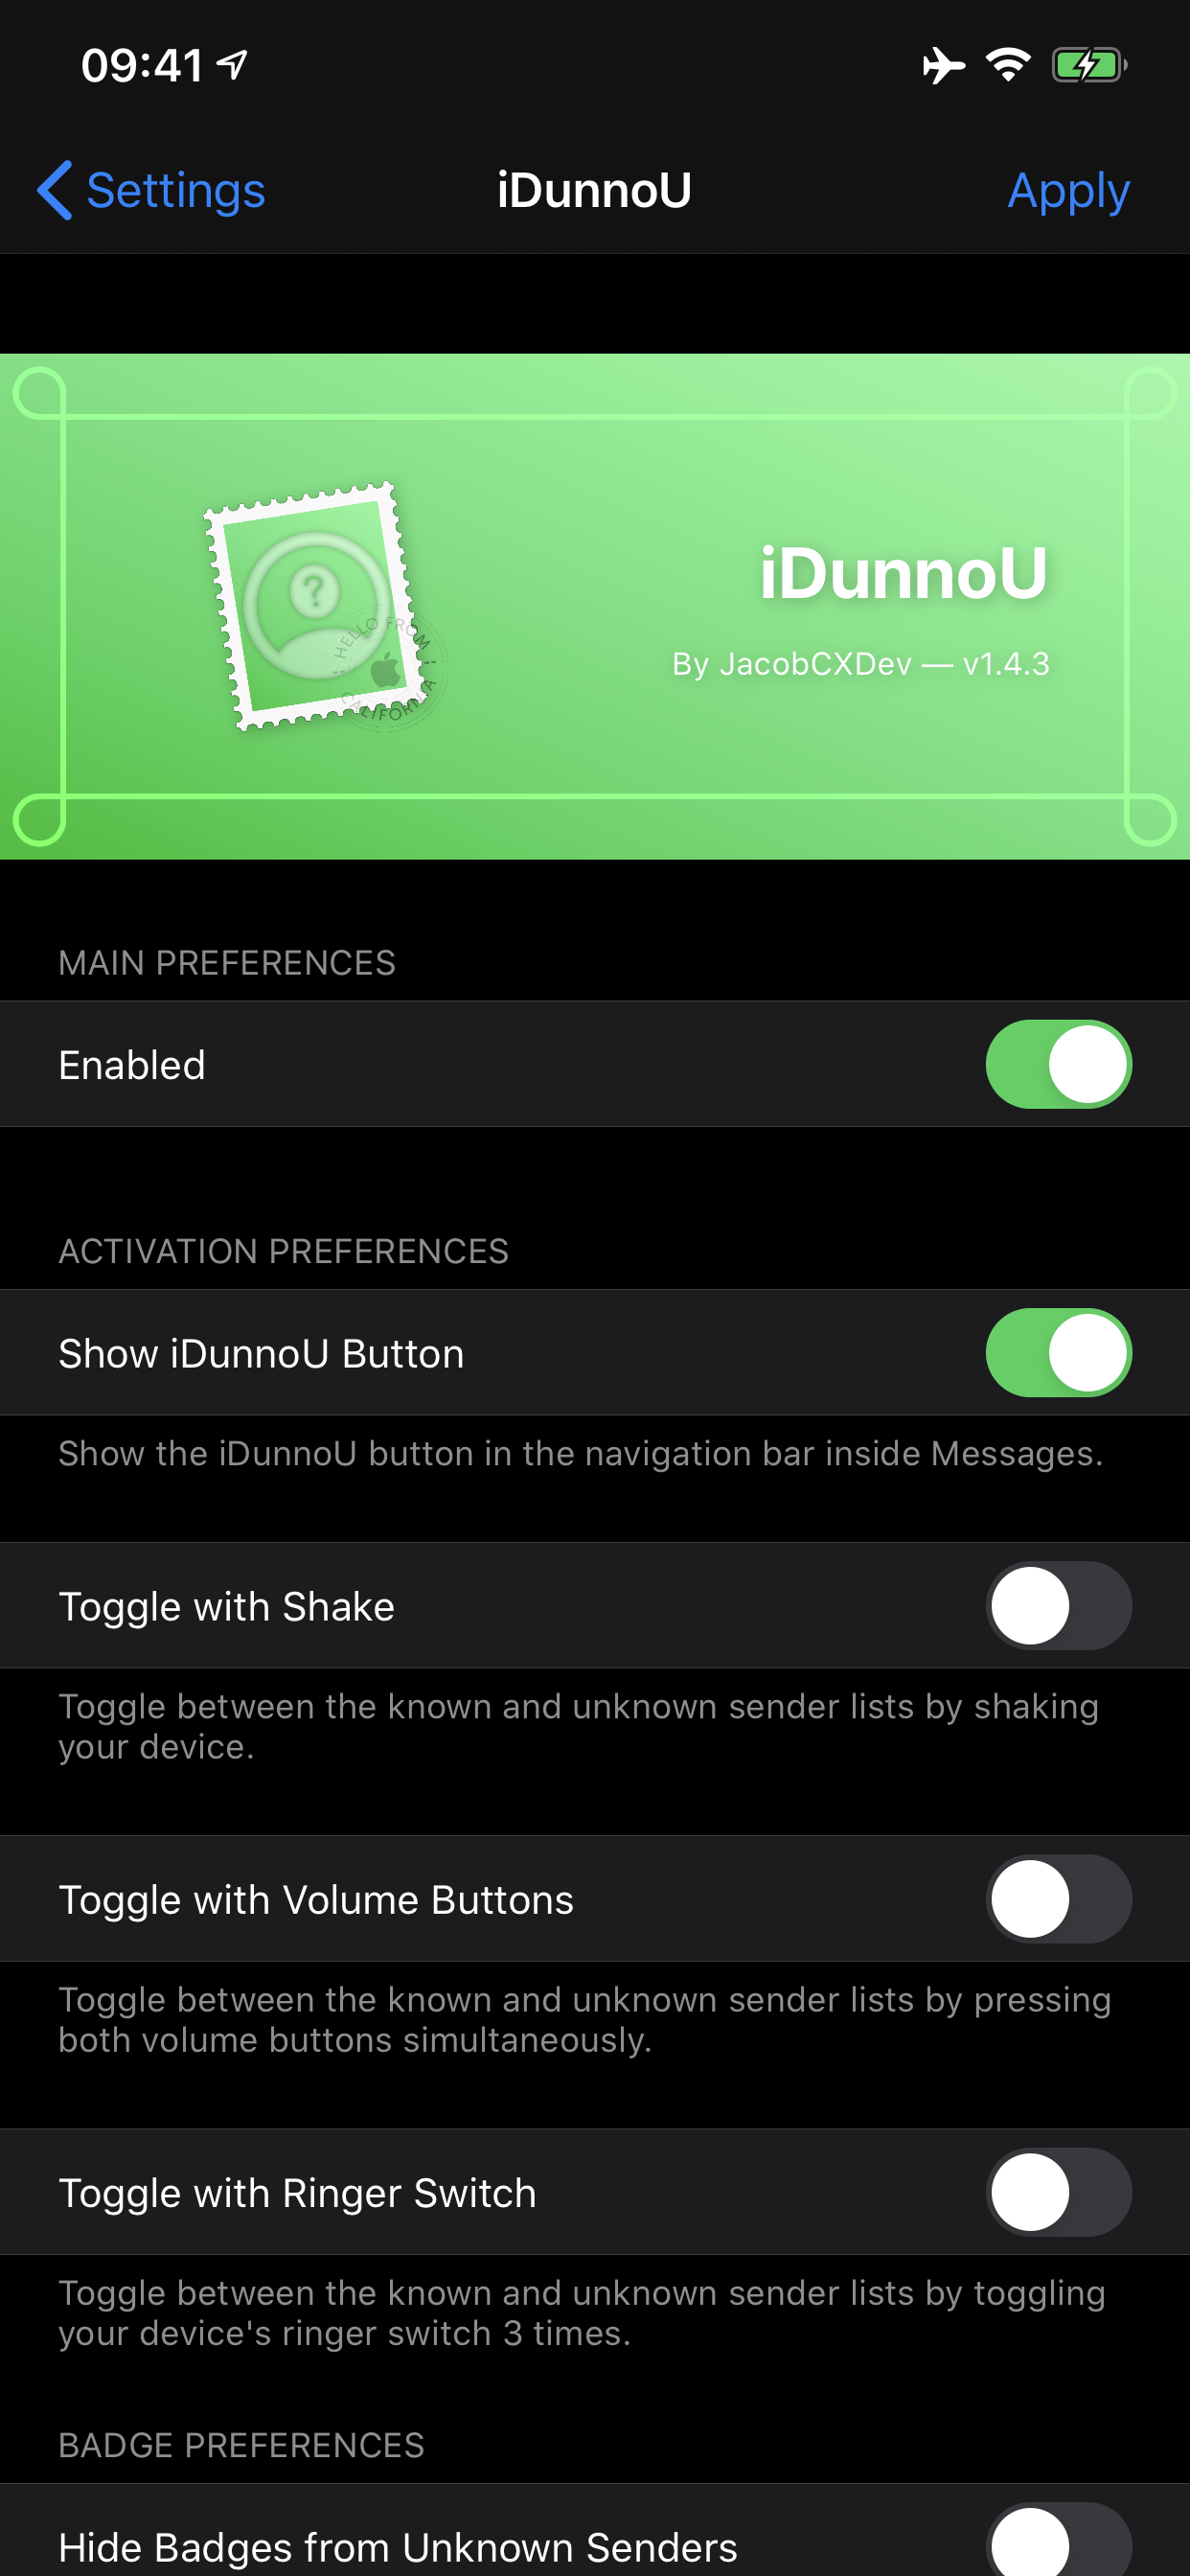 09:41
Settings
iDunnoU
Apply
?
HELLO FROM
CALIFORNIA
iDunnoU
By JacobCXDev — v1.4.3
MAIN PREFERENCES
Enabled
ACTIVATION PREFERENCES
Show iDunnoU Button
Show the iDunnoU button in the navigation bar inside Messages.
Toggle with Shake
Toggle between the known and unknown sender lists by shaking
your device.
Toggle with Volume Buttons
Toggle between the known and unknown sender lists by pressing
both volume buttons simultaneously.
Toggle with Ringer Switch
Toggle between the known and unknown sender lists by toggling
your device's ringer switch 3 times.
BADGE PREFERENCES
Hide Badges from Unknown Senders